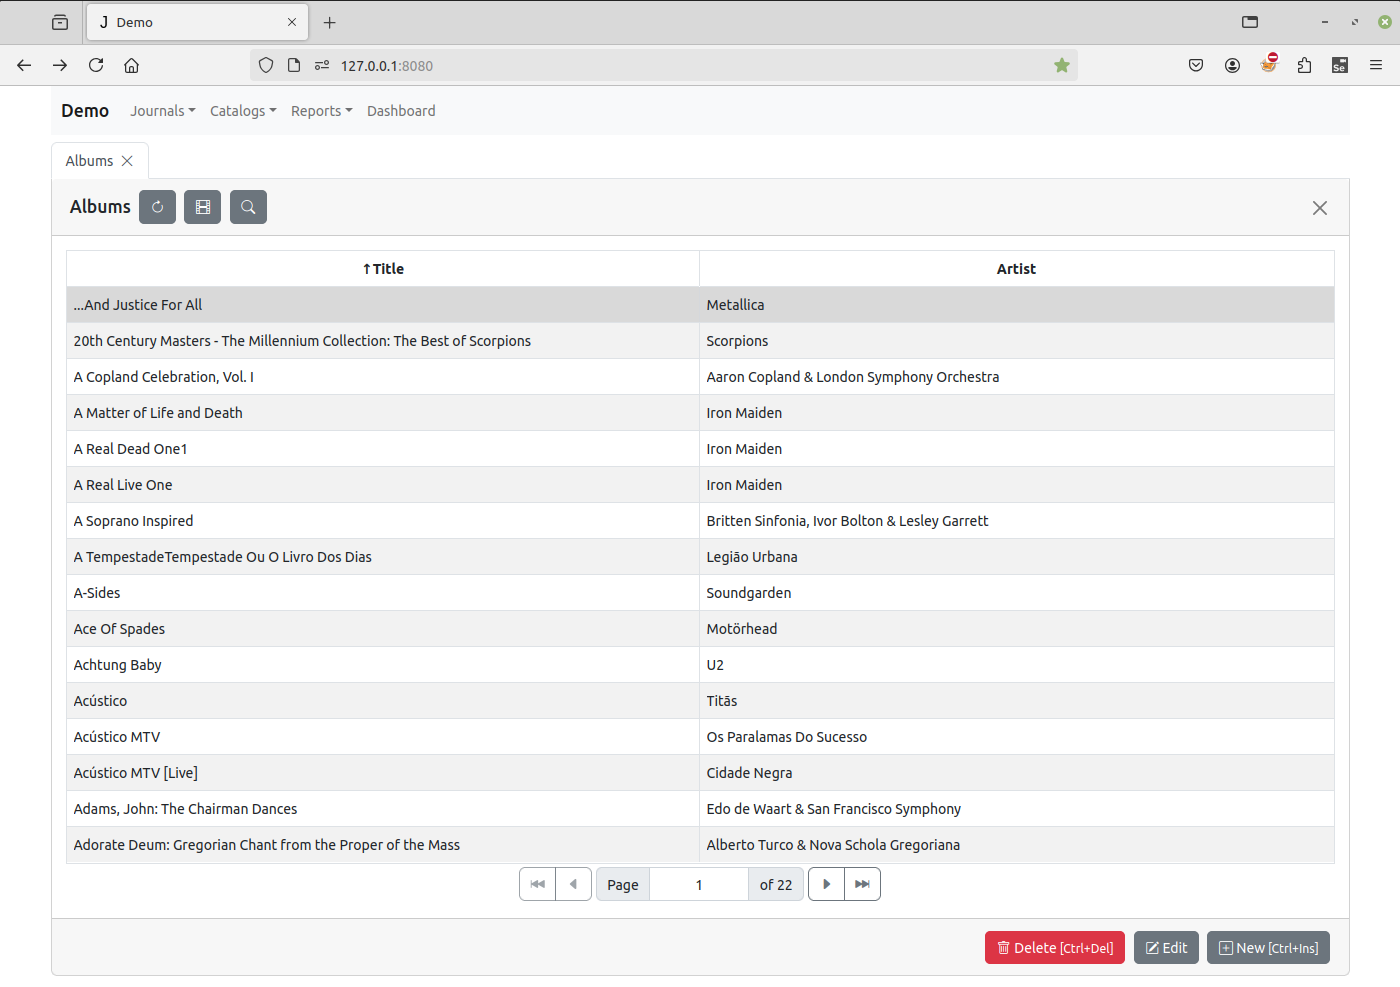 J Demo
127.0.0.1:8080
Se
Demo Journals Catalogs Reports Dashboard
Albums
Albums
↑Title Artist
...And Justice For All Metallica
20th Century Masters - The Millennium Collection: The Best of Scorpions Scorpions
A Copland Celebration, Vol. I Aaron Copland & London Symphony Orchestra
A Matter of Life and Death Iron Maiden
A Real Dead One1 Iron Maiden
A Real Live One Iron Maiden
A Soprano Inspired Britten Sinfonia, Ivor Bolton & Lesley Garrett
A TempestadeTempestade Ou O Livro Dos Dias Legião Urbana
A-Sides Soundgarden
Ace Of Spades Motörhead
Achtung Baby U2
Acústico Titãs
Acústico MTV Os Paralamas Do Sucesso
Acústico MTV [Live] Cidade Negra
Adams, John: The Chairman Dances Edo de Waart & San Francisco Symphony
Adorate Deum: Gregorian Chant from the Proper of the Mass Alberto Turco & Nova Schola Gregoriana
Page 1 of 22
Delete [Ctrl+Del] Edit New [Ctrl+Ins]